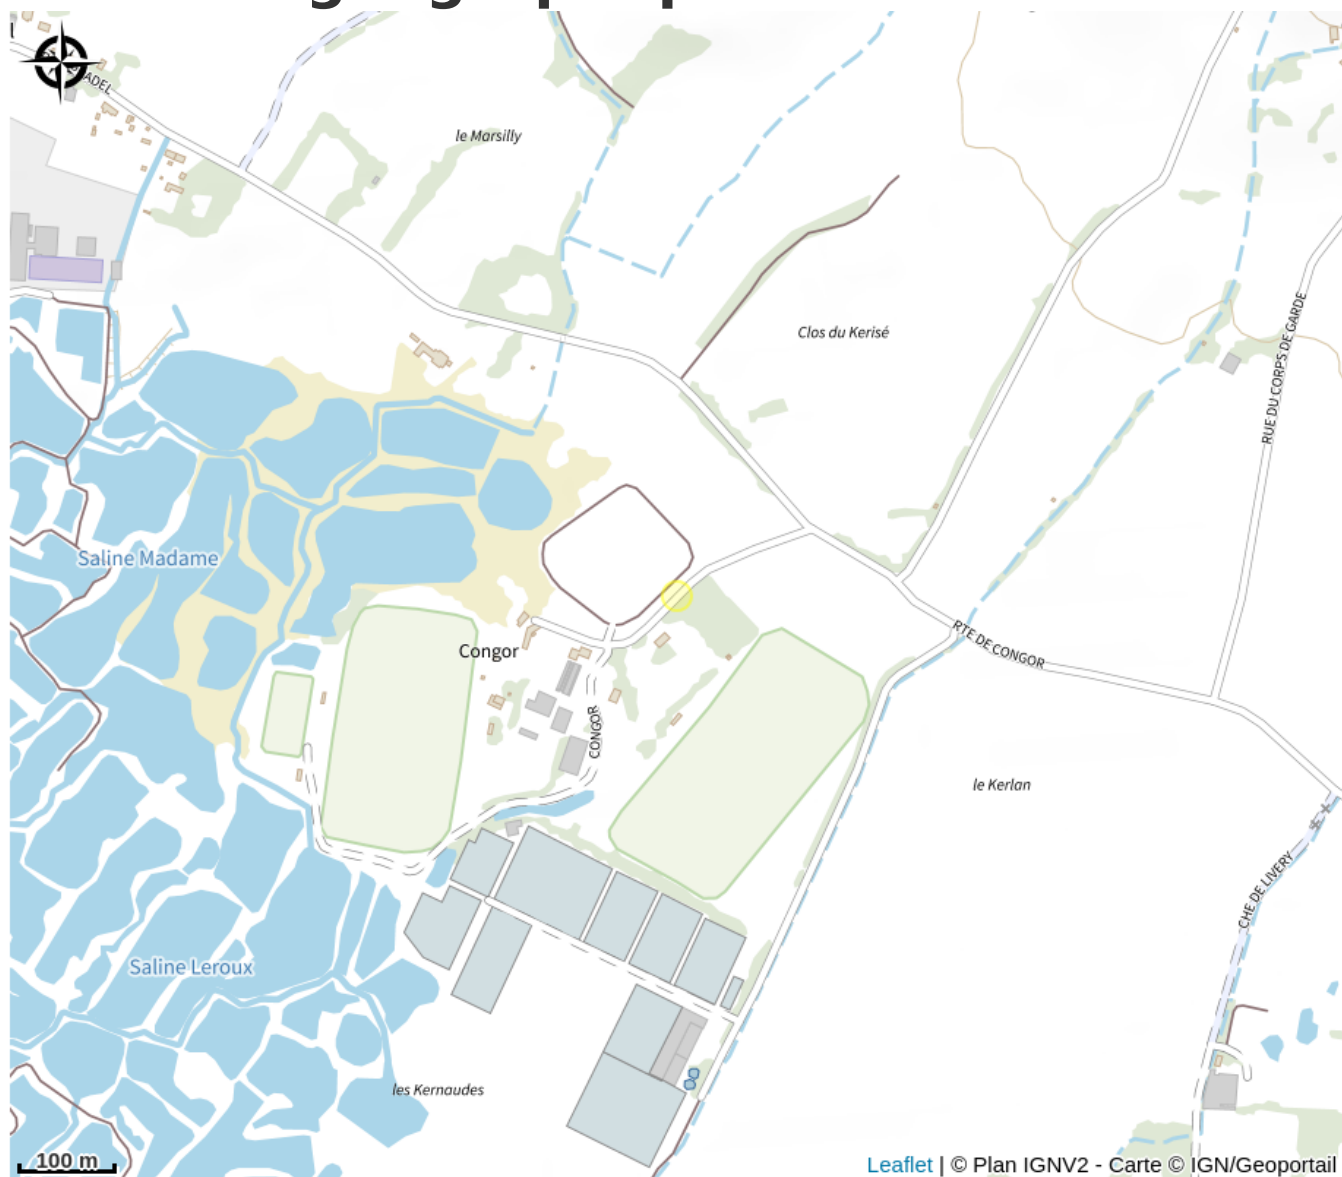 ADEL
le Marsilly
Clos du Kerisé
RUE DU CORPS DE GARDE
Saline Madame
Congor
RTE DE CONGOR
CONGOR
le Kerlan
CHE DE LIVERY
Saline Leroux
les Kernaudes
100 m
Leaflet | © Plan IGNV2 - Carte © IGN/Geoportail